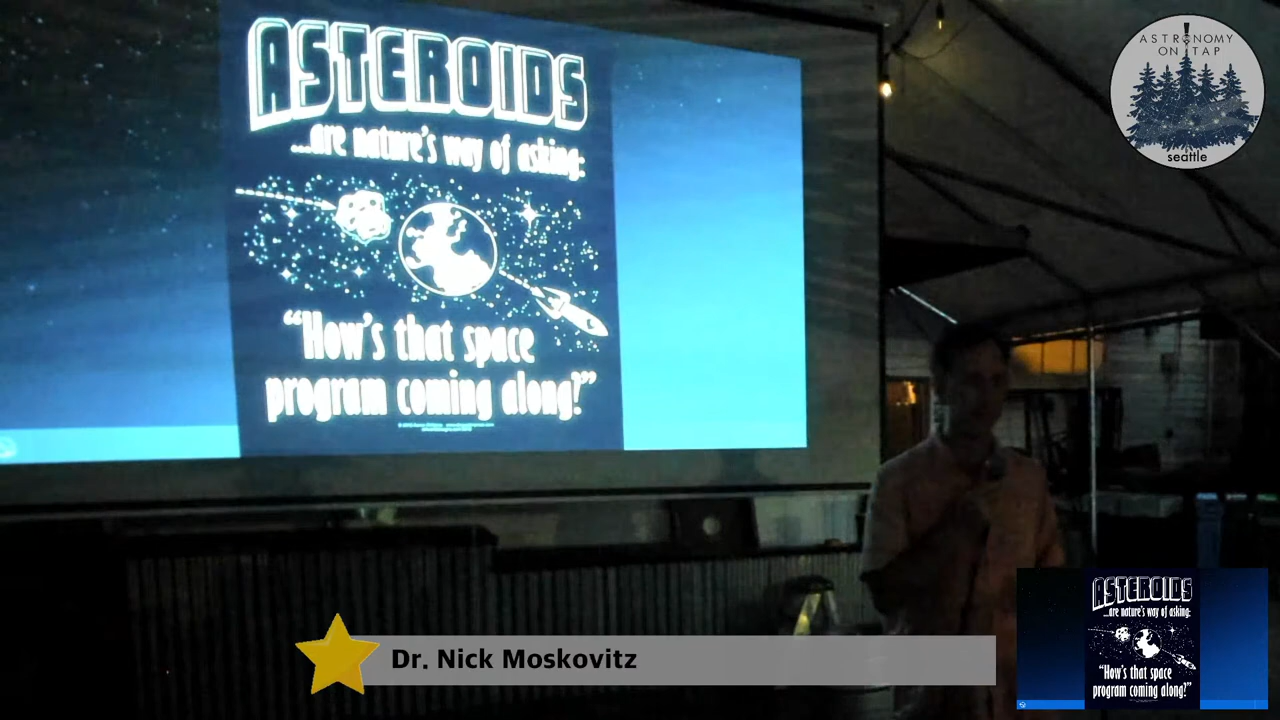 ASTEROIDS
...are nature's way of asking:
"How's that space
program coming along?"
ASTRONOMY
ON TAP
seattle
Dr. Nick Moskovitz
ASTEROIDS
...are nature's way of asking:
"How's that space
program coming along?"